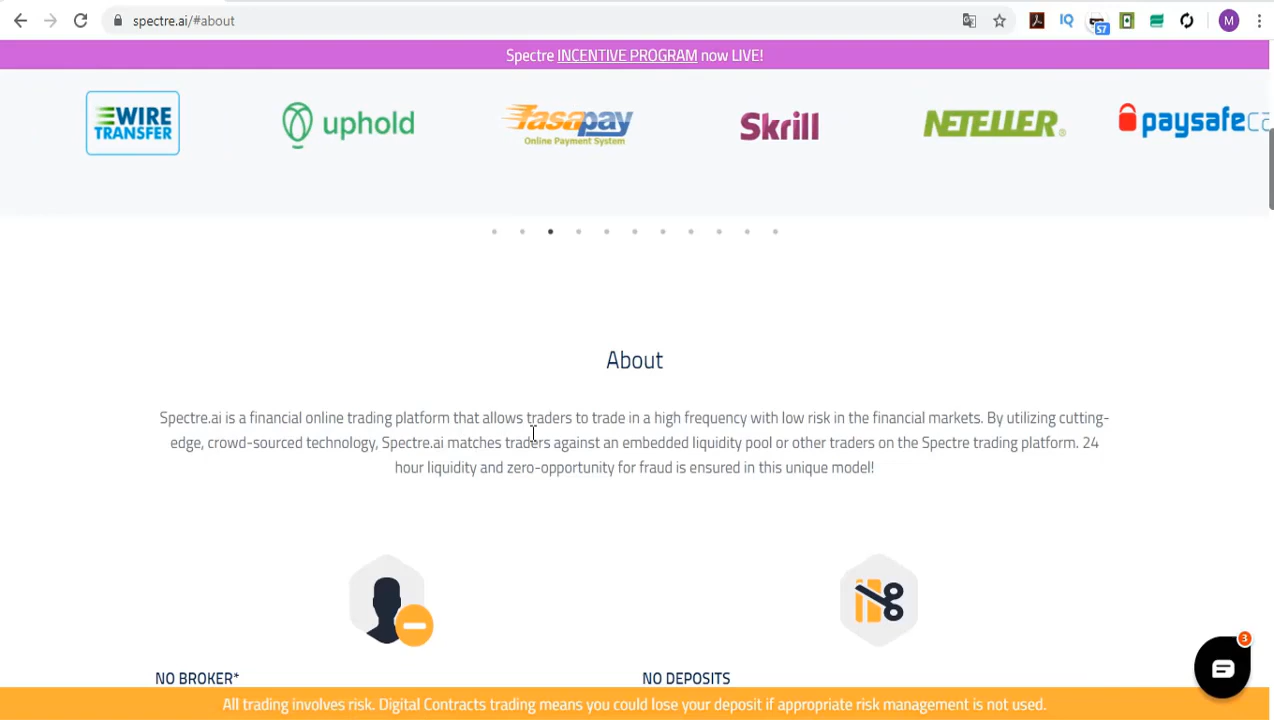 spectre.ai/#about
57
M
Spectre INCENTIVE PROGRAM now LIVE!
WIRE TRANSFER
uphold
fasapay
Online Payment System
Skrill
NETELLER
paysafeca
About
Spectre.ai is a financial online trading platform that allows traders to trade in a high frequency with low risk in the financial markets. By utilizing cutting-
edge, crowd-sourced technology, Spectre.ai matches traders against an embedded liquidity pool or other traders on the Spectre trading platform. 24
hour liquidity and zero-opportunity for fraud is ensured in this unique model!
NO BROKER*
NO DEPOSITS
3
All trading involves risk. Digital Contracts trading means you could lose your deposit if appropriate risk management is not used.